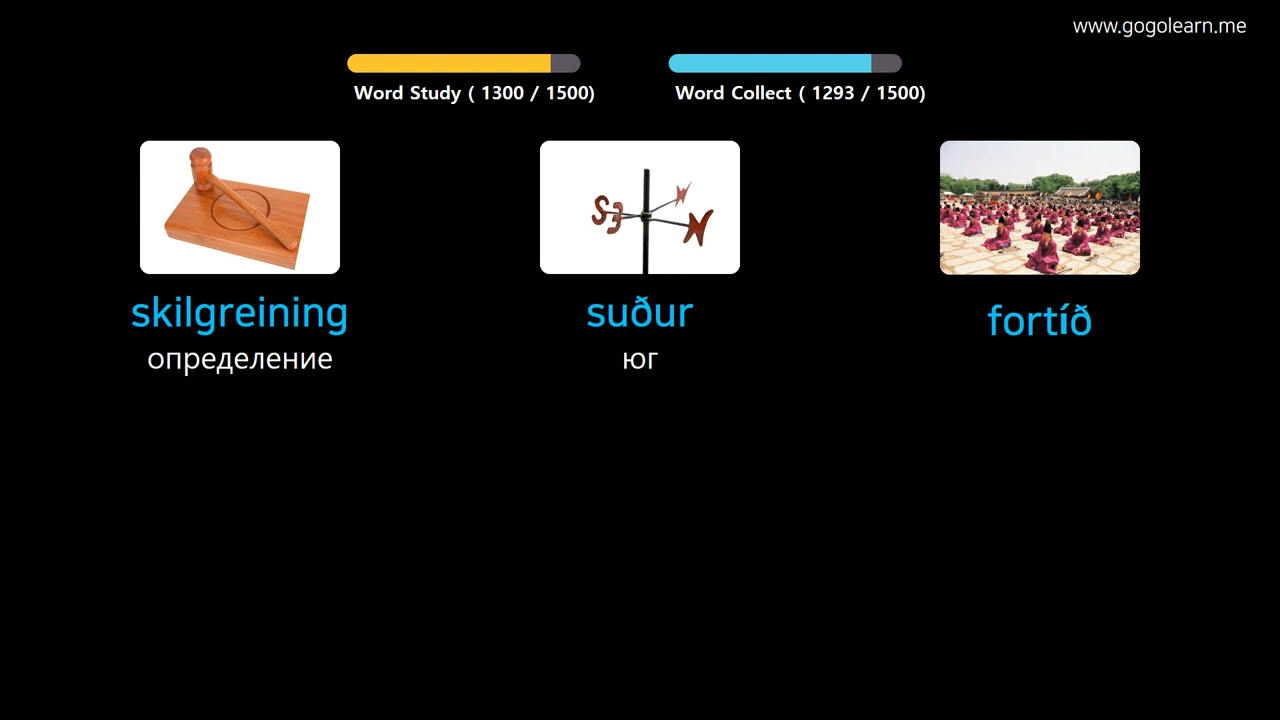 www.gogolearn.me
Word Study ( 1300 / 1500)
Word Collect ( 1293 / 1500)
skilgreining
определение
suður
юг
fortíð